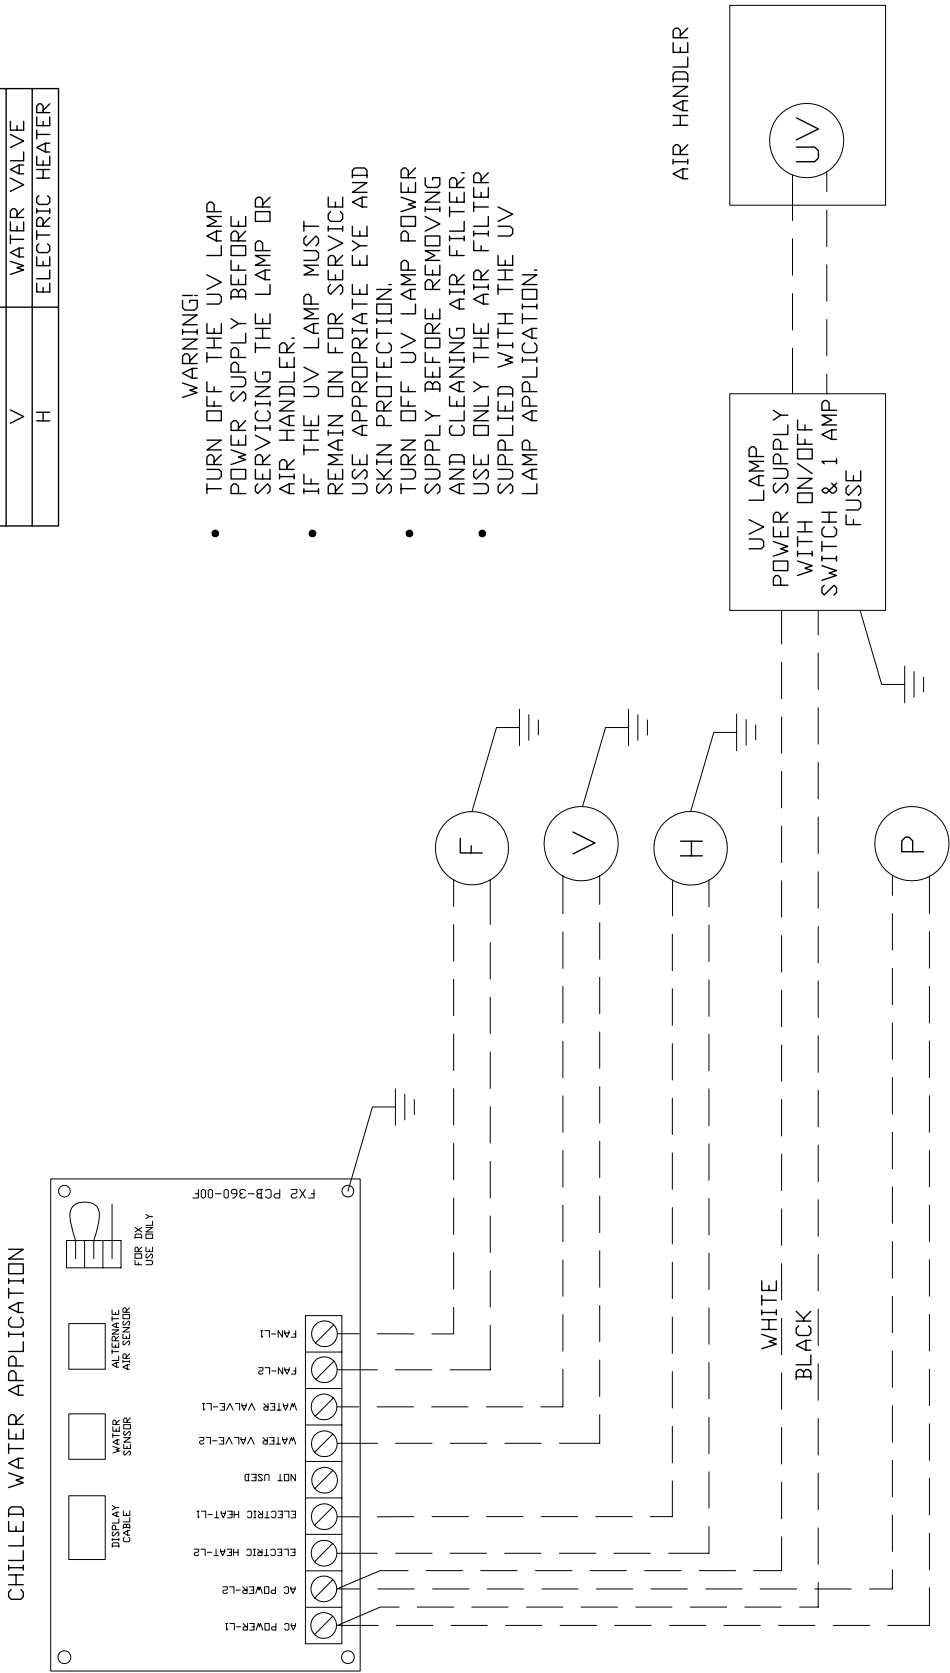 V WATER VALVE
H ELECTRIC HEATER
WARNING!
• TURN OFF THE UV LAMP
POWER SUPPLY BEFORE
SERVICING THE LAMP OR
AIR HANDLER.
• IF THE UV LAMP MUST
REMAIN ON FOR SERVICE
USE APPROPRIATE EYE AND
SKIN PROTECTION.
• TURN OFF UV LAMP POWER
SUPPLY BEFORE REMOVING
AND CLEANING AIR FILTER.
• USE ONLY THE AIR FILTER
SUPPLIED WITH THE UV
LAMP APPLICATION.
CHILLED WATER APPLICATION
DISPLAY
CABLE
WATER
SENSOR
ALTERNATE
AIR SENSOR
FOR DX
USE ONLY
FX2 PCB-360-00F
AC POWER-L1
AC POWER-L2
ELECTRIC HEAT-L2
ELECTRIC HEAT-L1
NOT USED
WATER VALVE-L2
WATER VALVE-L1
FAN-L2
FAN-L1
F
V
H
P
WHITE
BLACK
UV LAMP
POWER SUPPLY
WITH ON/OFF
SWITCH & 1 AMP
FUSE
AIR HANDLER
UV